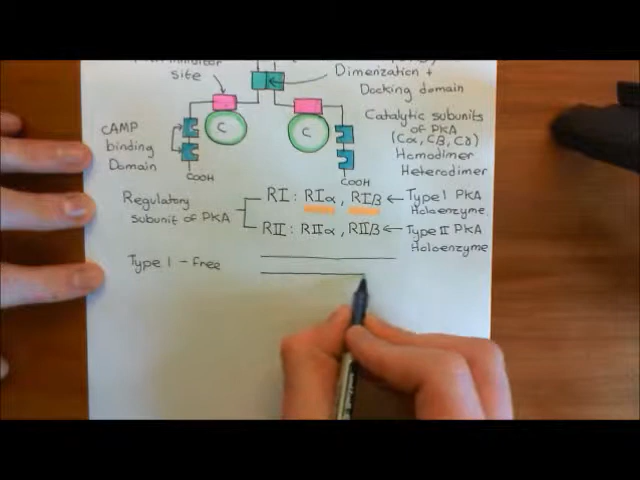 site
Dimerization +
Docking domain
CAMP
binding
Domain
C
C
Catalytic subunits
of PKA
(Cα, Cβ, Cγ)
Homodimer
Heterodimer
COOH
COOH
Regulatory
subunit of PKA
RI: RIα, RIβ ← Type I PKA
Holoenzyme
RII: RIIα, RIIβ ← Type II PKA
Holoenzyme
Type I - free